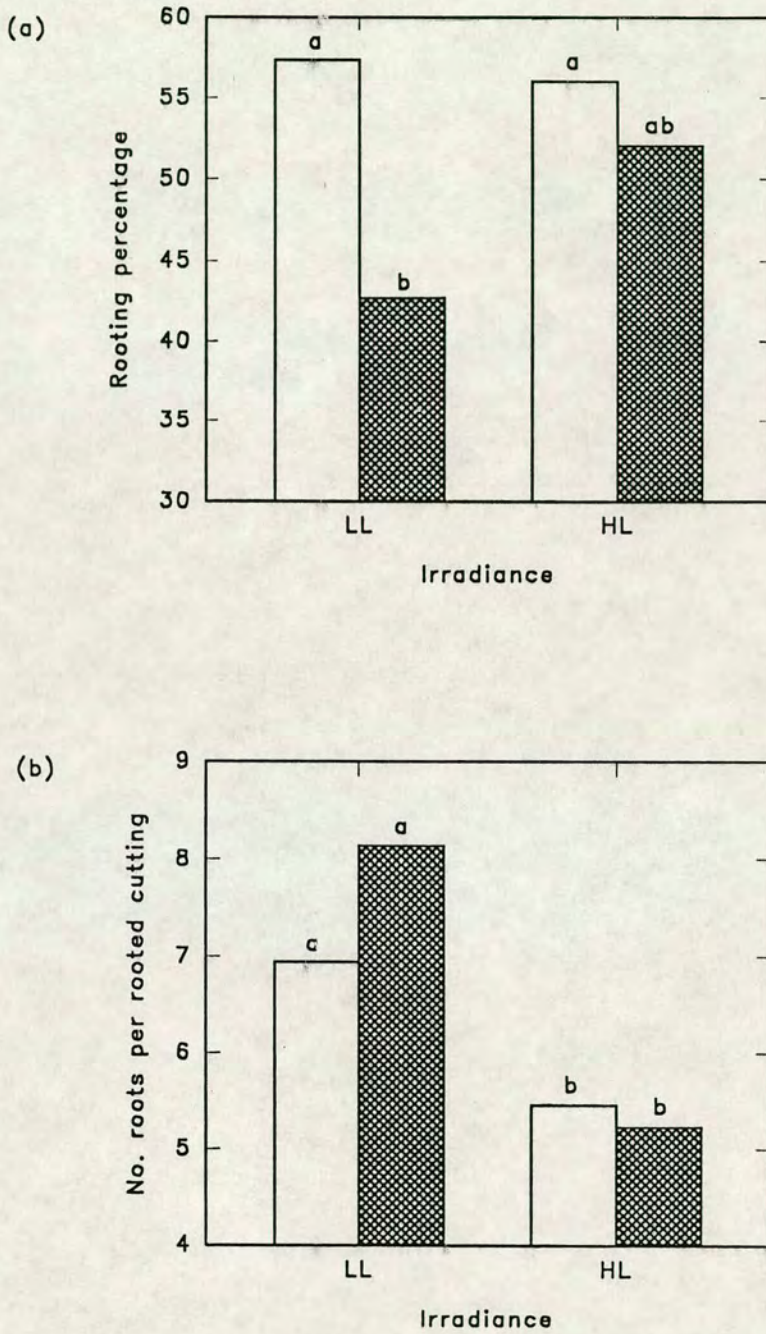 (a)
Rooting percentage
60
55
50
45
40
35
30
a
b
a
ab
LL
HL
Irradiance
(b)
No. roots per rooted cutting
9
8
7
6
5
4
a
a
b
b
LL
HL
Irradiance